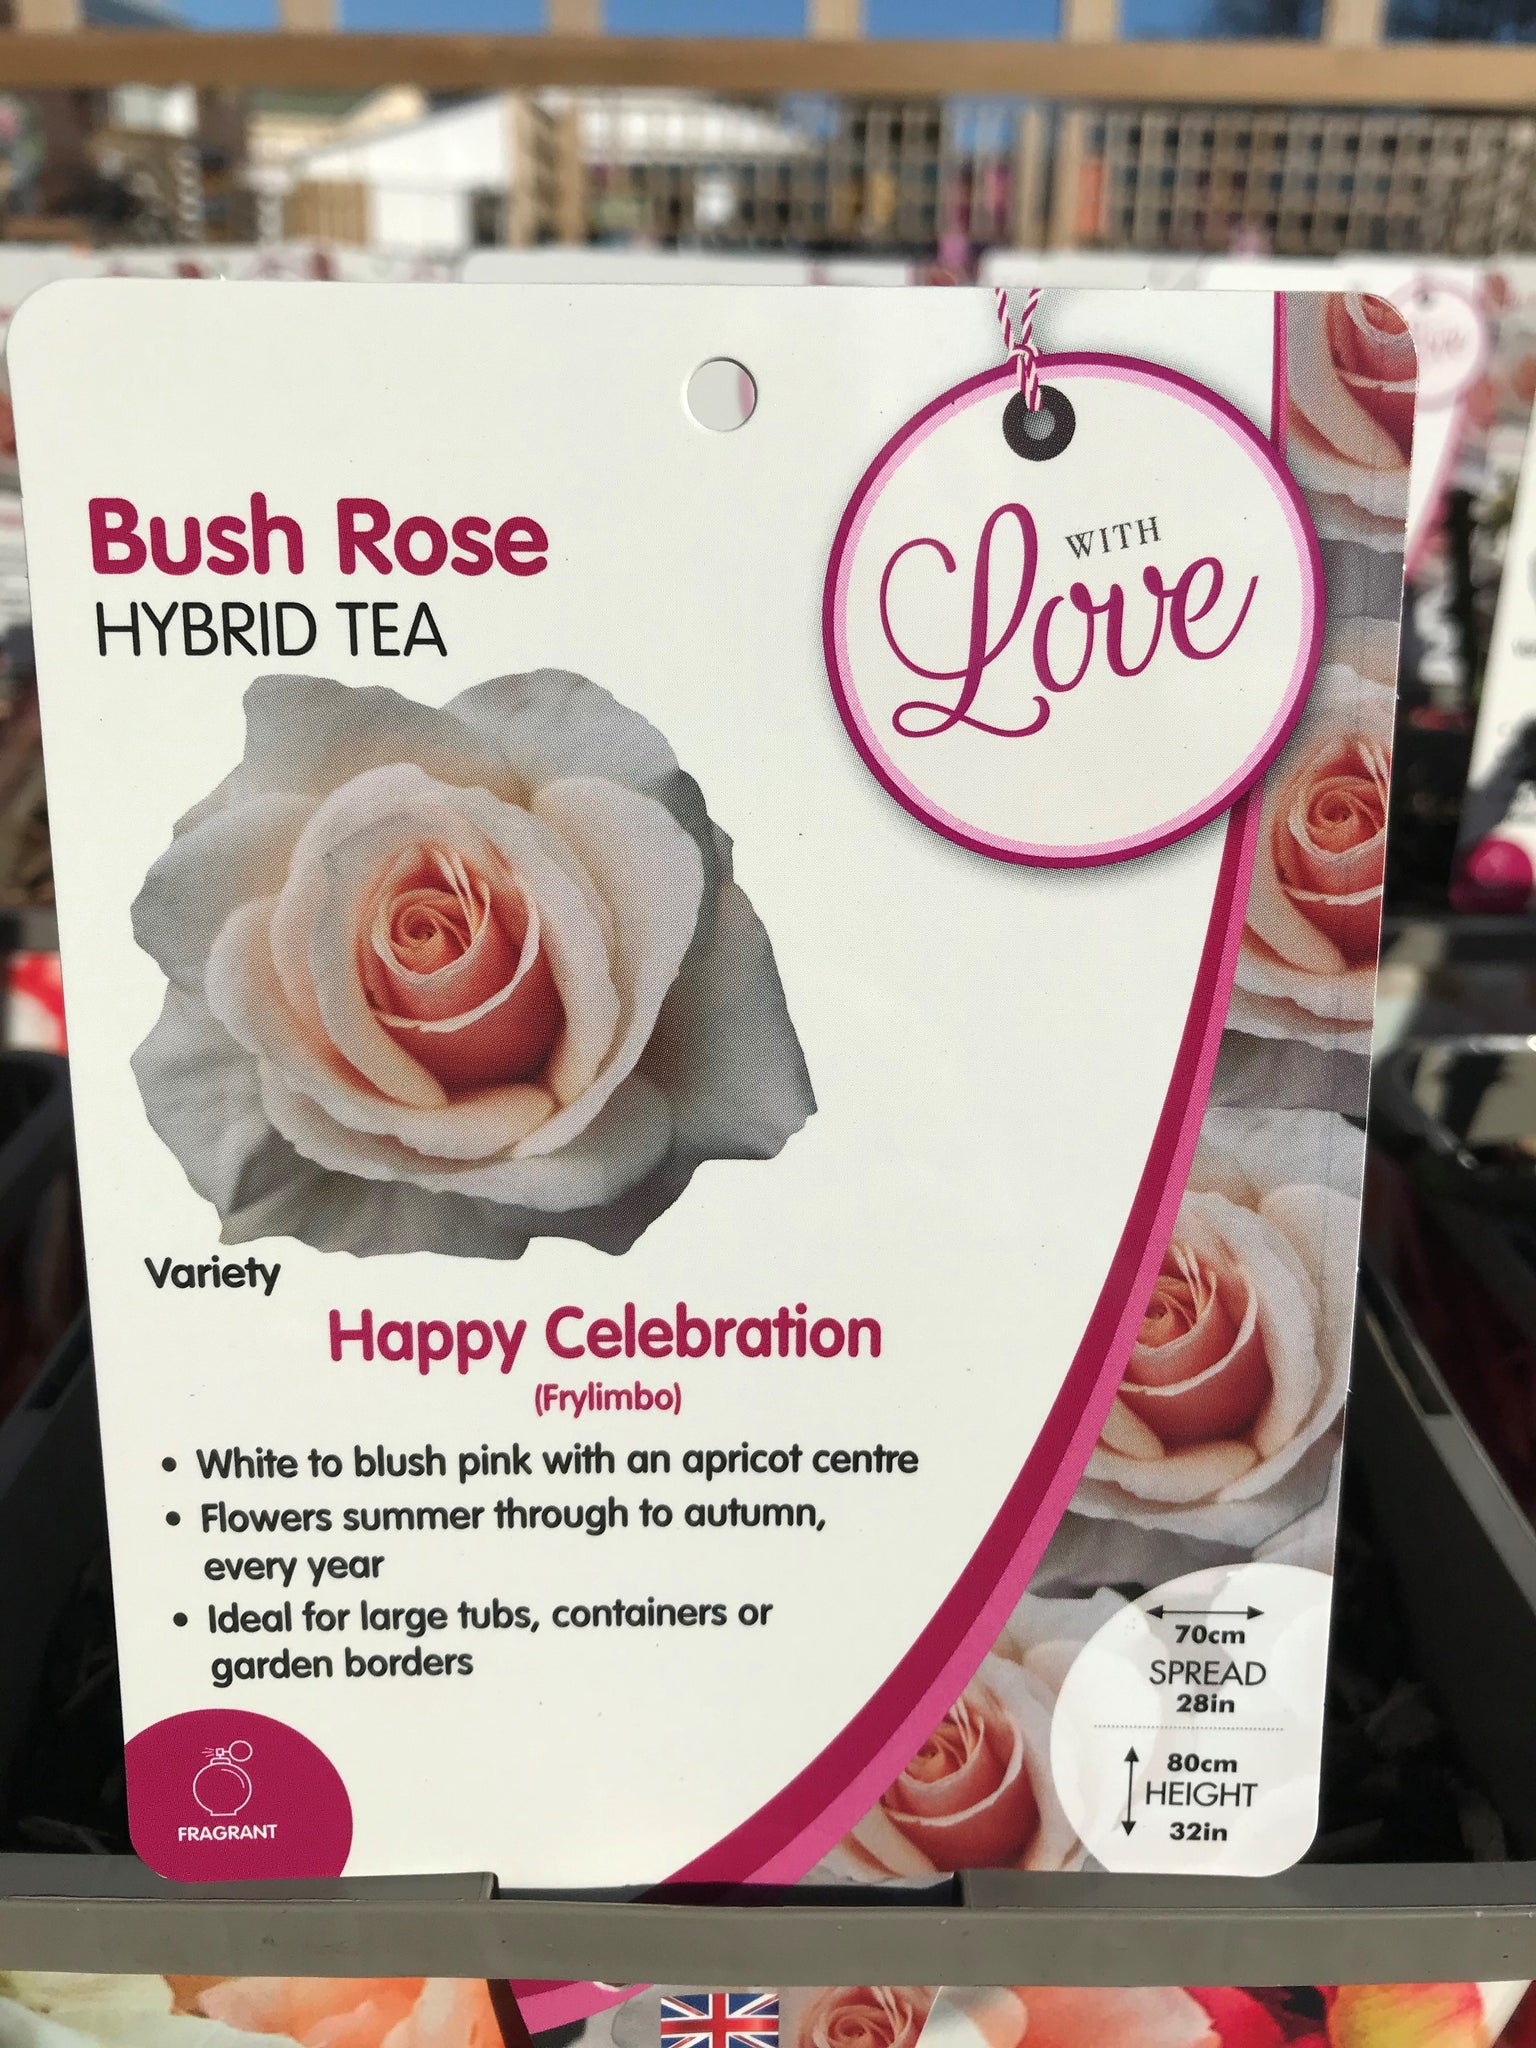 Bush Rose
HYBRID TEA
WITH
Love
Variety
Happy Celebration
(Frylimbo)
• White to blush pink with an apricot centre
• Flowers summer through to autumn,
every year
• Ideal for large tubs, containers or
garden borders
FRAGRANT
70cm
SPREAD
28in
80cm
HEIGHT
32in